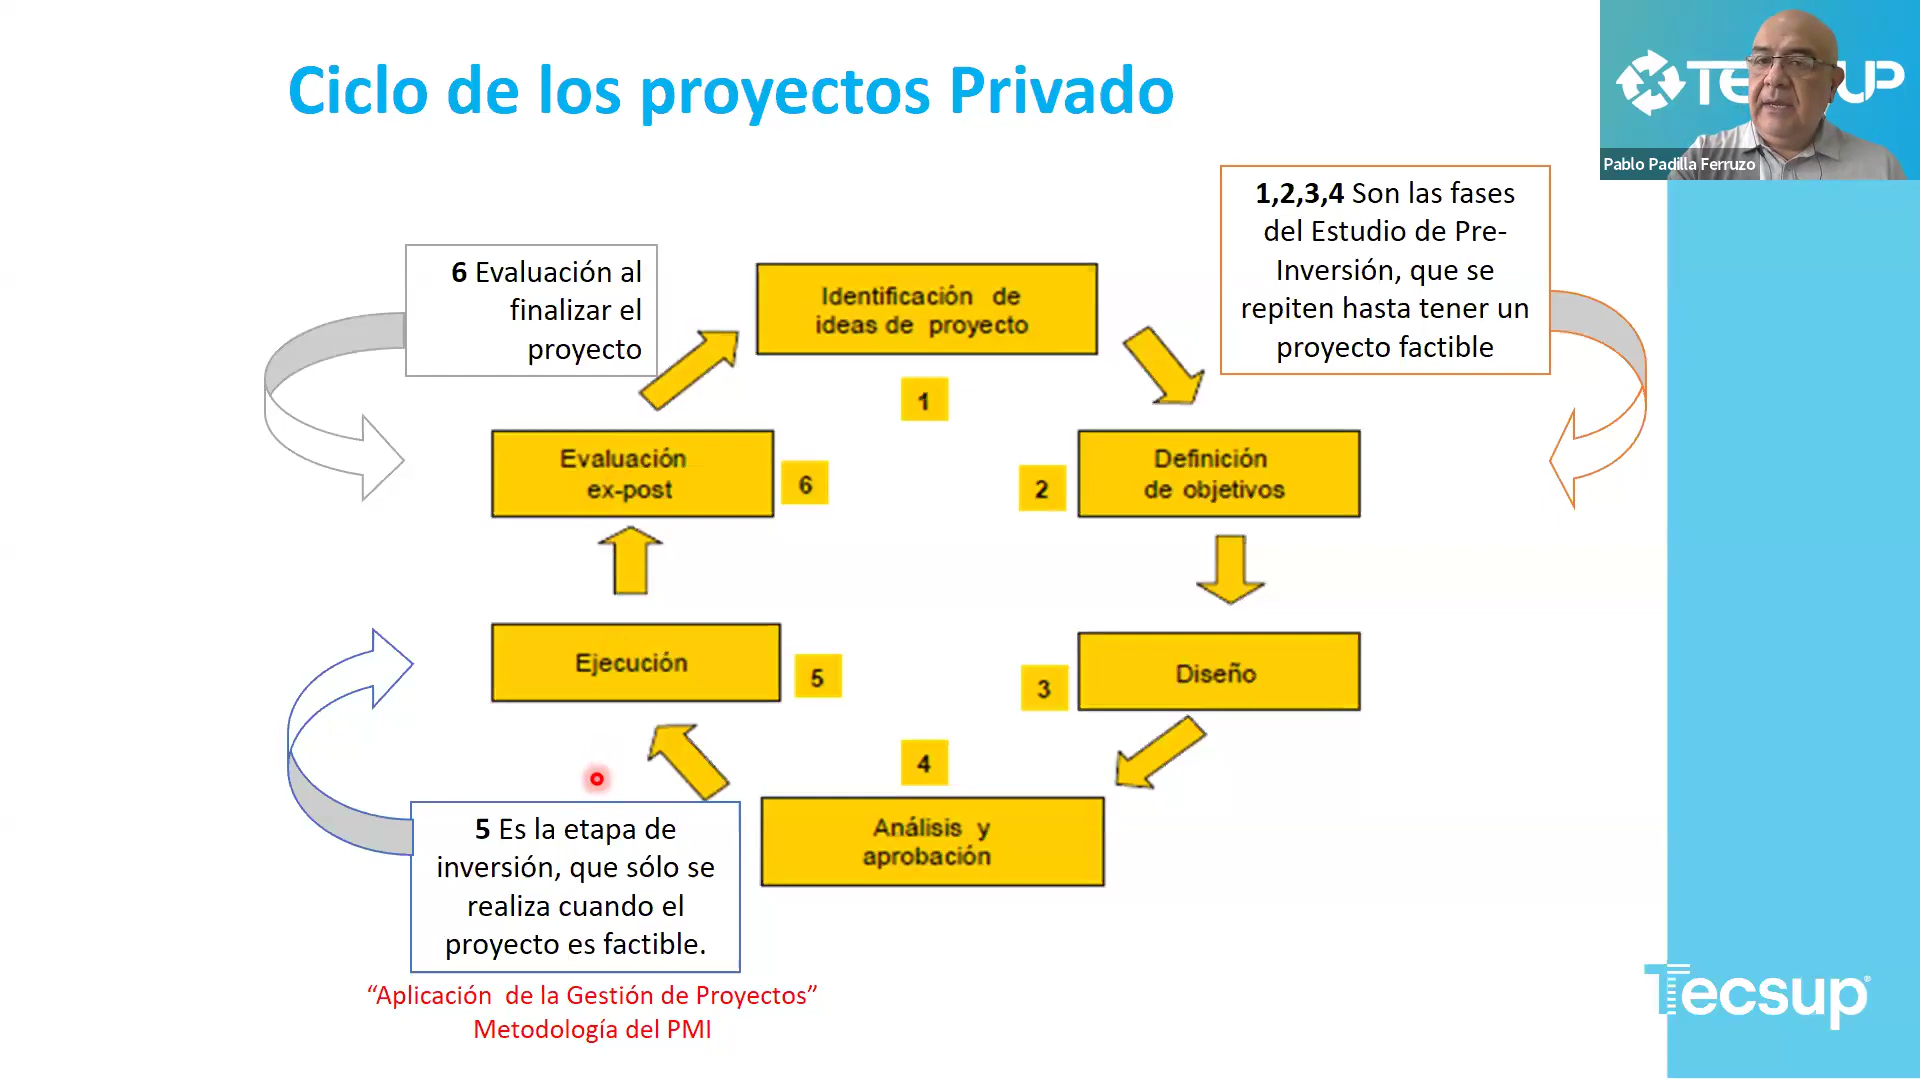 Ciclo de los proyectos Privado
Pablo Padilla Ferruzo
1,2,3,4 Son las fases
del Estudio de Pre-
Inversión, que se
repiten hasta tener un
proyecto factible
6 Evaluación al
finalizar el
proyecto
Identificación de
ideas de proyecto
1
Evaluación
ex-post
6
2
Definición
de objetivos
Ejecución
5
3
Diseño
4
Análisis y
aprobación
5 Es la etapa de
inversión, que sólo se
realiza cuando el
proyecto es factible.
“Aplicación de la Gestión de Proyectos”
Metodología del PMI
Tecsup